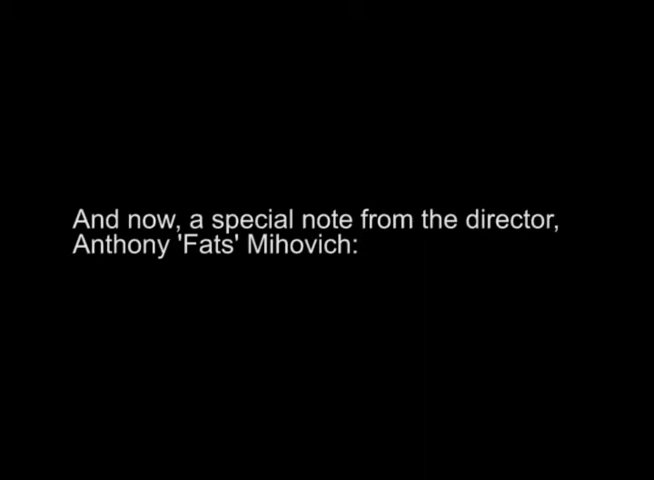 And now, a special note from the director,
Anthony 'Fats' Mihovich: